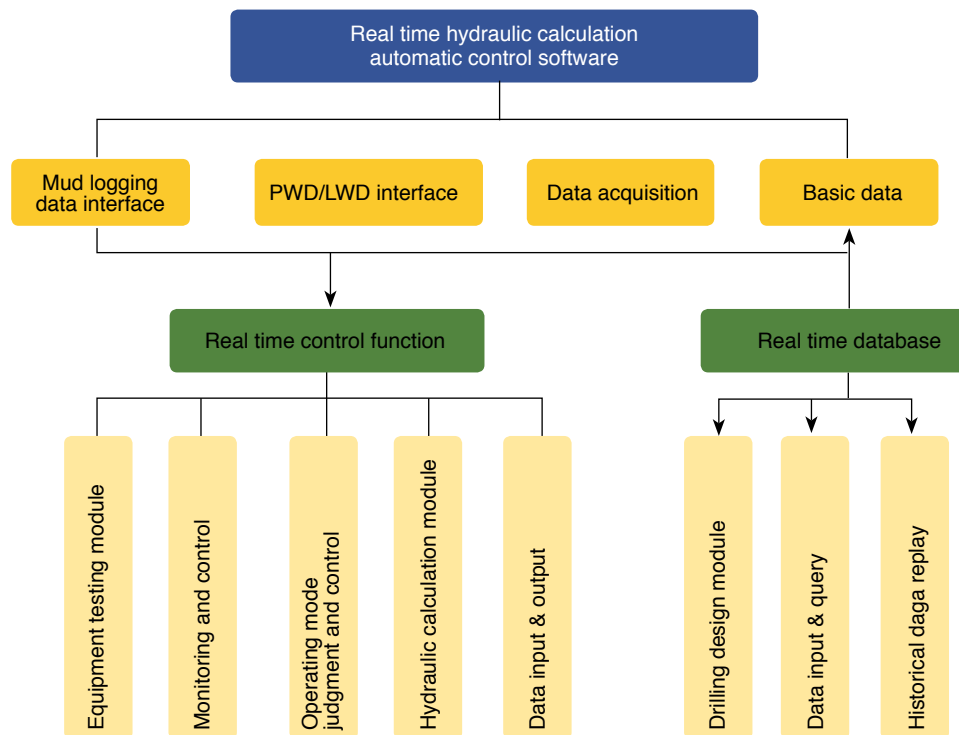 Real time hydraulic calculation
automatic control software
Mud logging
data interface
PWD/LWD interface
Data acquisition
Basic data
Real time control function
Real time database
Equipment testing module
Monitoring and control
Operating mode
judgment and control
Hydraulic calculation module
Data input & output
Drilling design module
Data input & query
Historical daga replay